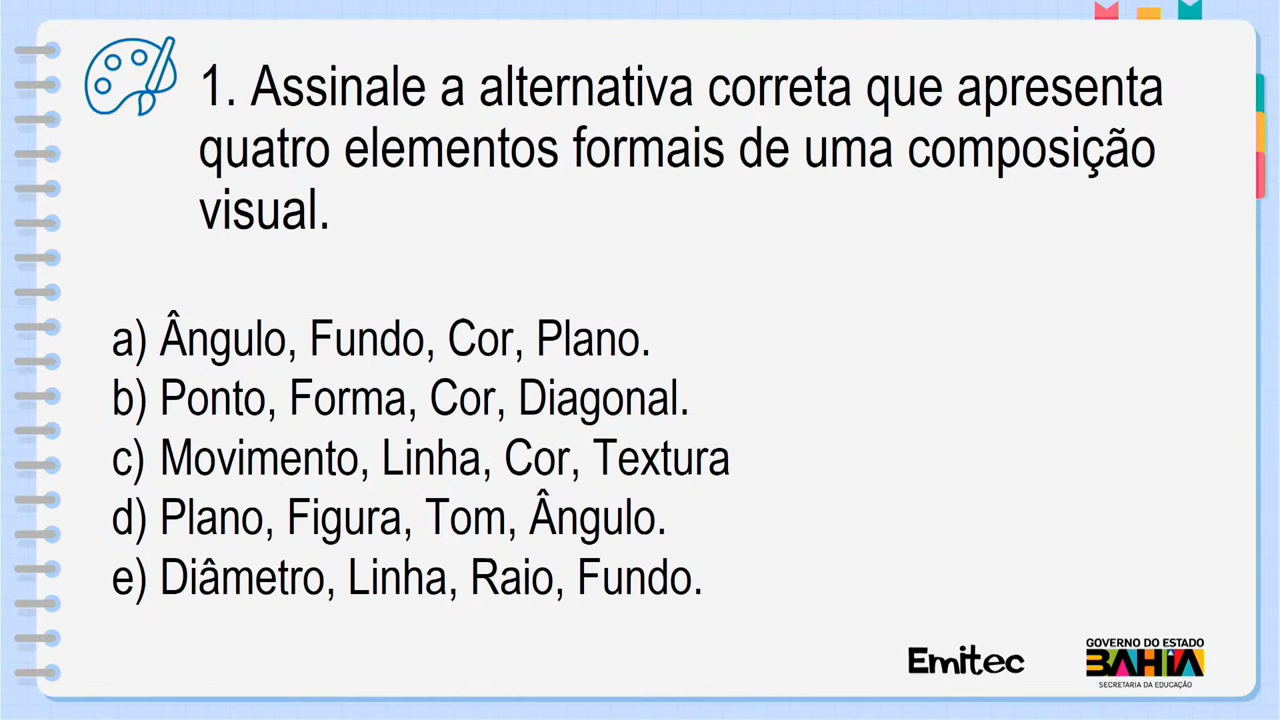 1. Assinale a alternativa correta que apresenta
quatro elementos formais de uma composição
visual.
a) Ângulo, Fundo, Cor, Plano.
b) Ponto, Forma, Cor, Diagonal.
c) Movimento, Linha, Cor, Textura
d) Plano, Figura, Tom, Ângulo.
e) Diâmetro, Linha, Raio, Fundo.
Emitec
GOVERNO DO ESTADO
BAHIA
SECRETARIA DA EDUCAÇÃO